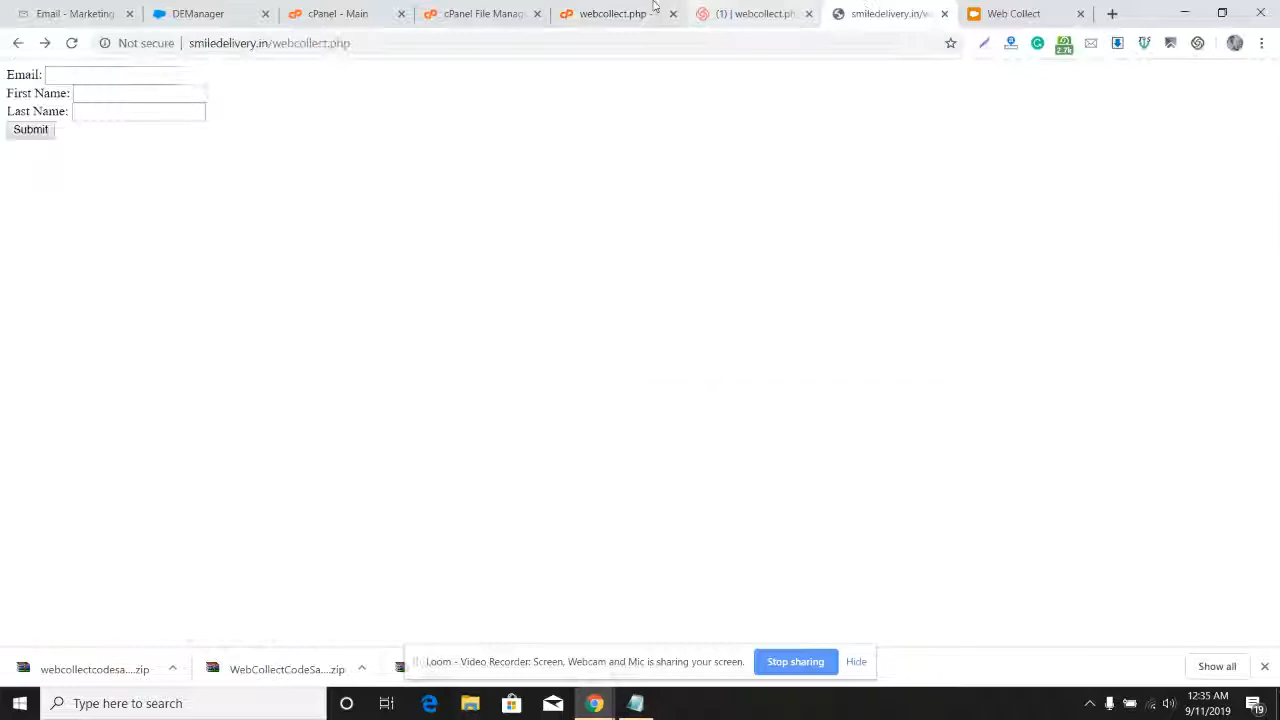 Email - Marketing
DEManager
cPanel - Main
cPanel File Manag
webcollect.php -
(1) | webcollect.ph
smiledelivery.in/w
Web Collect
Not secure
smiledelivery.in/webcollect.php
2.7k
Email:
First Name:
Last Name:
Submit
webcollectcodesa....zip
WebCollectCodeSa....zip
Loom - Video Recorder: Screen, Webcam and Mic is sharing your screen.
Stop sharing
Hide
Show all
Type here to search
12:35 AM
9/11/2019
19